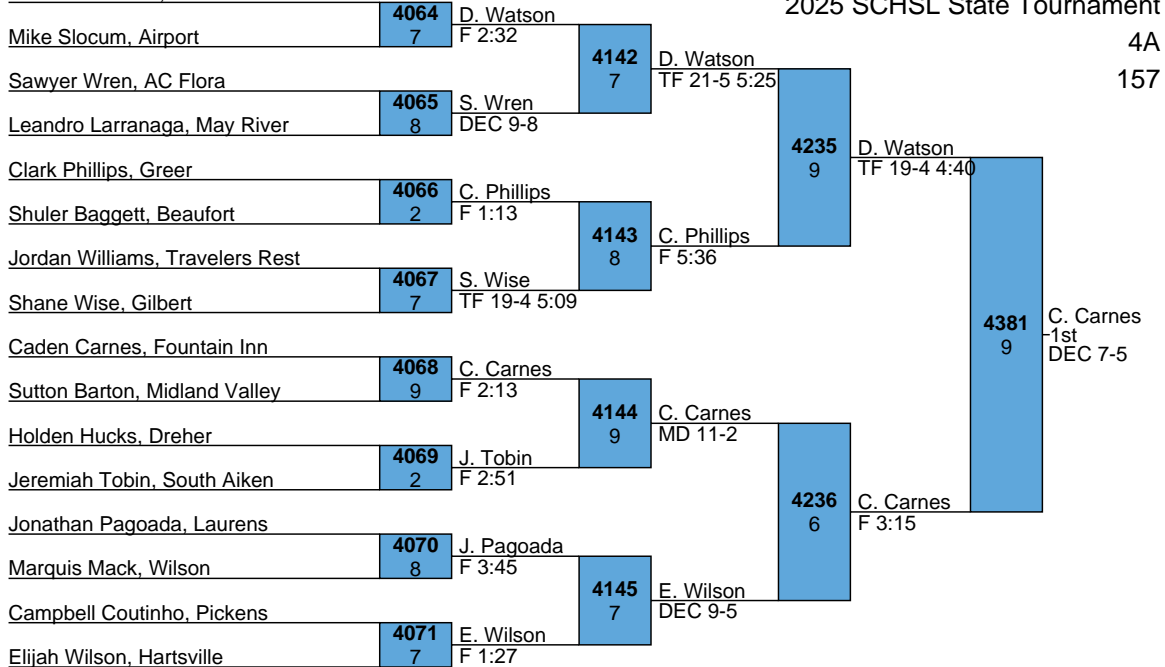 2025 SCHSL State Tournament
4A
157
Mike Slocum, Airport
Sawyer Wren, AC Flora
Leandro Larranaga, May River
Clark Phillips, Greer
Shuler Baggett, Beaufort
Jordan Williams, Travelers Rest
Shane Wise, Gilbert
Caden Carnes, Fountain Inn
Sutton Barton, Midland Valley
Holden Hucks, Dreher
Jeremiah Tobin, South Aiken
Jonathan Pagoada, Laurens
Marquis Mack, Wilson
Campbell Coutinho, Pickens
Elijah Wilson, Hartsville
4064
7
4065
8
4066
2
4067
7
4068
9
4069
2
4070
8
4071
7
D. Watson
F 2:32
S. Wren
DEC 9-8
C. Phillips
F 1:13
S. Wise
TF 19-4 5:09
C. Carnes
F 2:13
J. Tobin
F 2:51
J. Pagoada
F 3:45
E. Wilson
F 1:27
4142
7
4143
8
4144
9
4145
7
D. Watson
TF 21-5 5:25
C. Phillips
F 5:36
C. Carnes
MD 11-2
E. Wilson
DEC 9-5
4235
9
4236
6
D. Watson
TF 19-4 4:40
C. Carnes
F 3:15
4381
9
C. Carnes
1st
DEC 7-5